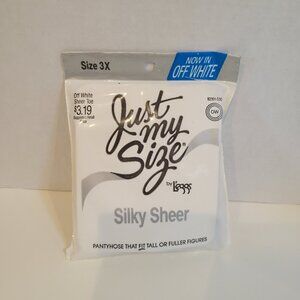 Size 3X
NOW IN
OFF WHITE
Off White
Sheer Toe
$3.19
OW
Just
my
Size
by L'eggs
Silky Sheer
PANTYHOSE THAT FIT TALL OR FULLER FIGURES